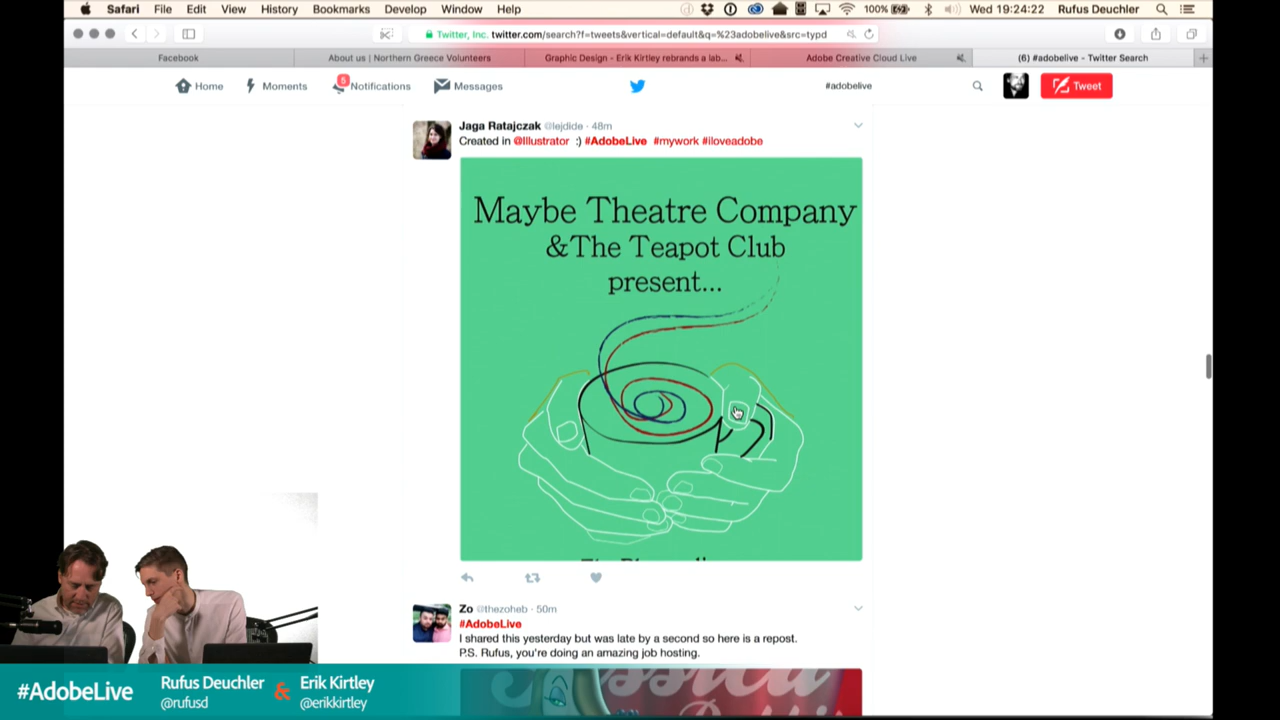 Safari File Edit View History Bookmarks Develop Window Help 100% Wed 19:24:22 Rufus Deuchler
Twitter, Inc. twitter.com/search?f=tweets&vertical=default&q=%23adobelive&src=typd
Facebook About us | Northern Greece Volunteers Graphic Design - Erik Kirtley rebrands a lab... Adobe Creative Cloud Live (6) #adobelive - Twitter Search
Home Moments 5 Notifications Messages #adobelive Tweet
Jaga Ratajczak @lejdide - 48m
Created in @Illustrator :) #AdobeLive #mywork #iloveadobe
Maybe Theatre Company
&The Teapot Club
present...
Zo @thezoheb - 50m
#AdobeLive
I shared this yesterday but was late by a second so here is a repost.
P.S. Rufus, you're doing an amazing job hosting.
#AdobeLive Rufus Deuchler & Erik Kirtley
@rufusd @erikkirtley